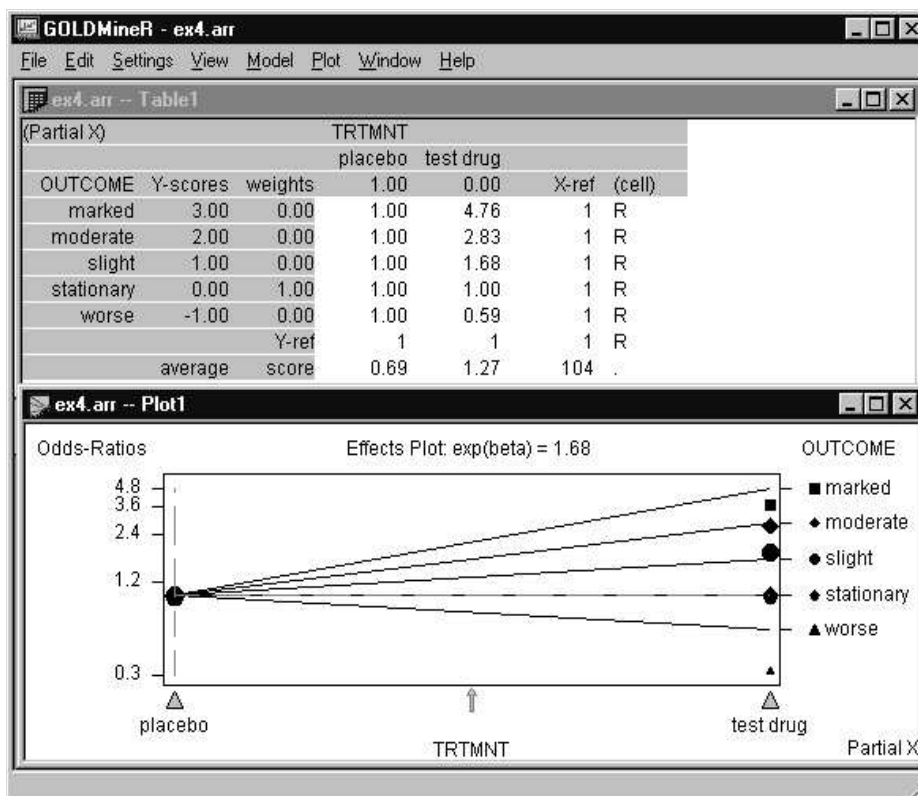 GOLDMineR - ex4.arr
File Edit Settings View Model Plot Window Help
ex4.arr -- Table1
(Partial X) TRTMNT
placebo test drug
OUTCOME Y-scores weights 1.00 0.00 X-ref (cell)
marked 3.00 0.00 1.00 4.76 1 R
moderate 2.00 0.00 1.00 2.83 1 R
slight 1.00 0.00 1.00 1.68 1 R
stationary 0.00 1.00 1.00 1.00 1 R
worse -1.00 0.00 1.00 0.59 1 R
Y-ref 1 1 1 R
average score 0.69 1.27 104 .
ex4.arr -- Plot1
Odds-Ratios Effects Plot: exp(beta) = 1.68 OUTCOME
4.8 marked
3.6
moderate
2.4
slight
1.2
stationary
worse
0.3
placebo test drug
TRTMNT Partial X